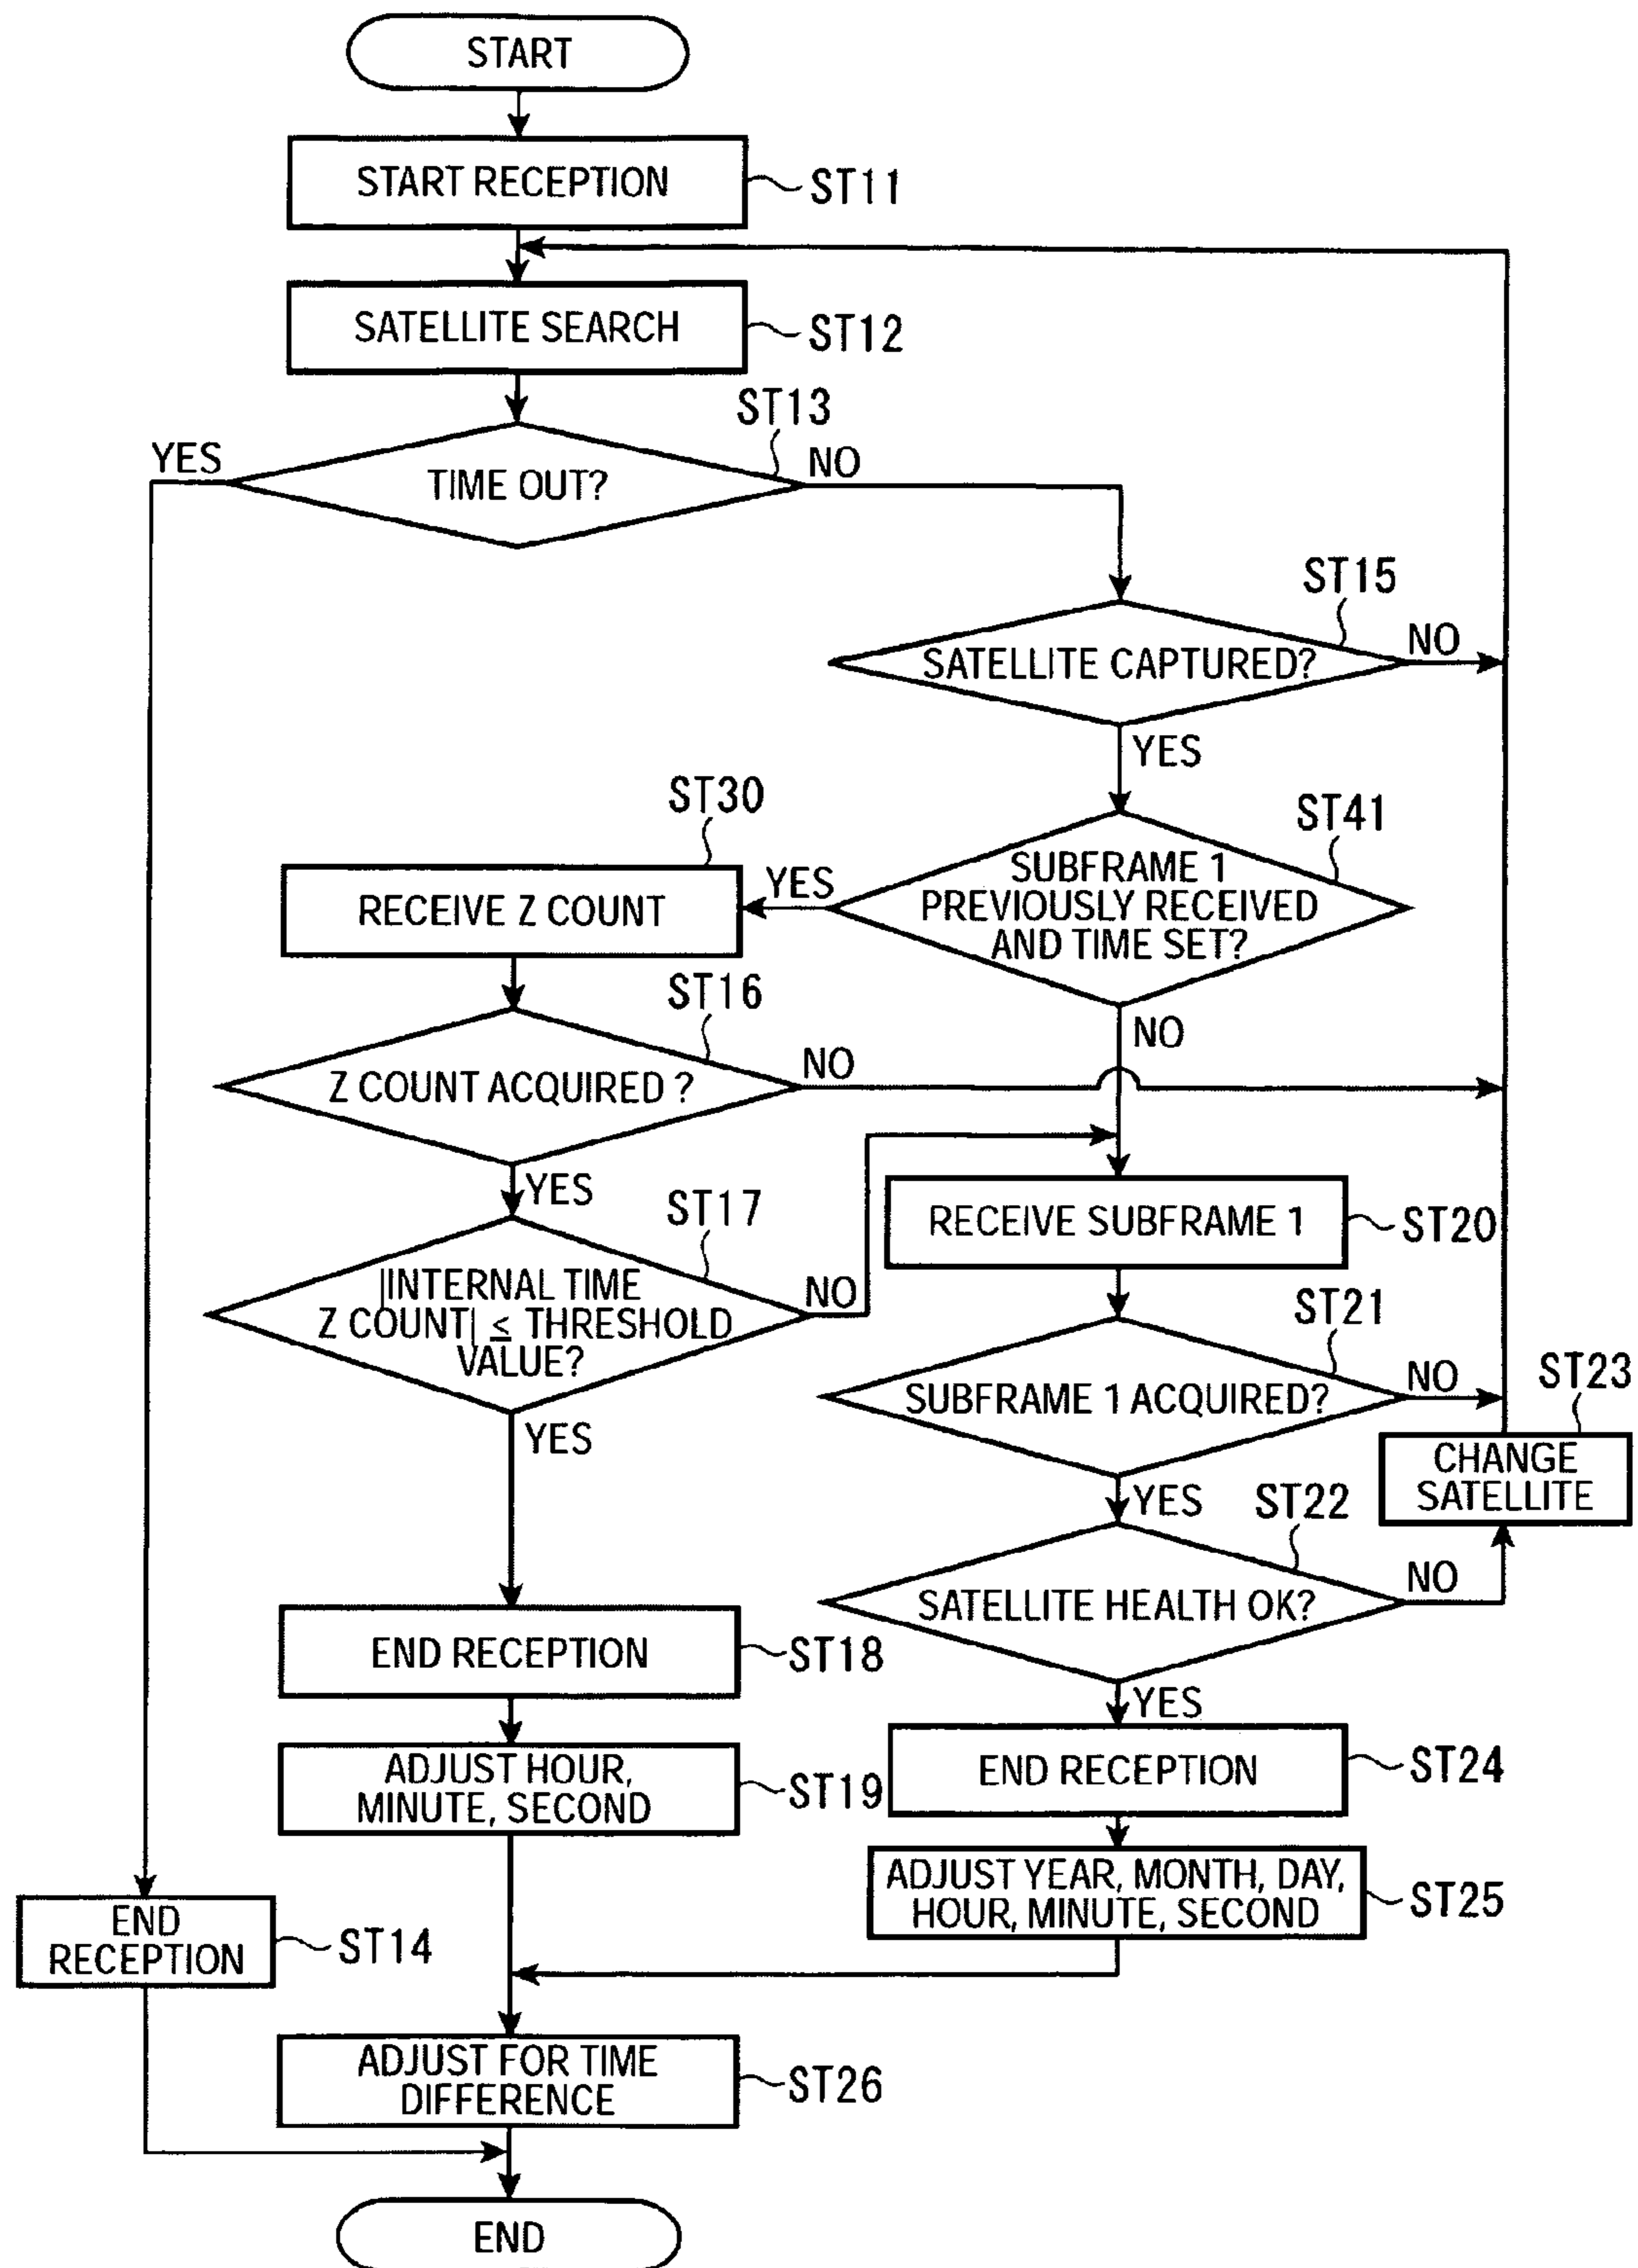 START
START RECEPTION
ST11
SATELLITE SEARCH
ST12
ST13
YES
TIME OUT?
NO
ST15
SATELLITE CAPTURED?
NO
YES
ST30
ST41
RECEIVE Z COUNT
YES
SUBFRAME 1
PREVIOUSLY RECEIVED
AND TIME SET?
ST16
NO
Z COUNT ACQUIRED ?
NO
YES
ST17
RECEIVE SUBFRAME 1
ST20
|INTERNAL TIME
Z COUNT| ≤ THRESHOLD
VALUE?
NO
ST21
SUBFRAME 1 ACQUIRED?
NO
ST23
YES
CHANGE
SATELLITE
YES
ST22
SATELLITE HEALTH OK?
NO
END RECEPTION
ST18
YES
ADJUST HOUR,
MINUTE, SECOND
ST19
END RECEPTION
ST24
ADJUST YEAR, MONTH, DAY,
HOUR, MINUTE, SECOND
ST25
END
RECEPTION
ST14
ADJUST FOR TIME
DIFFERENCE
ST26
END